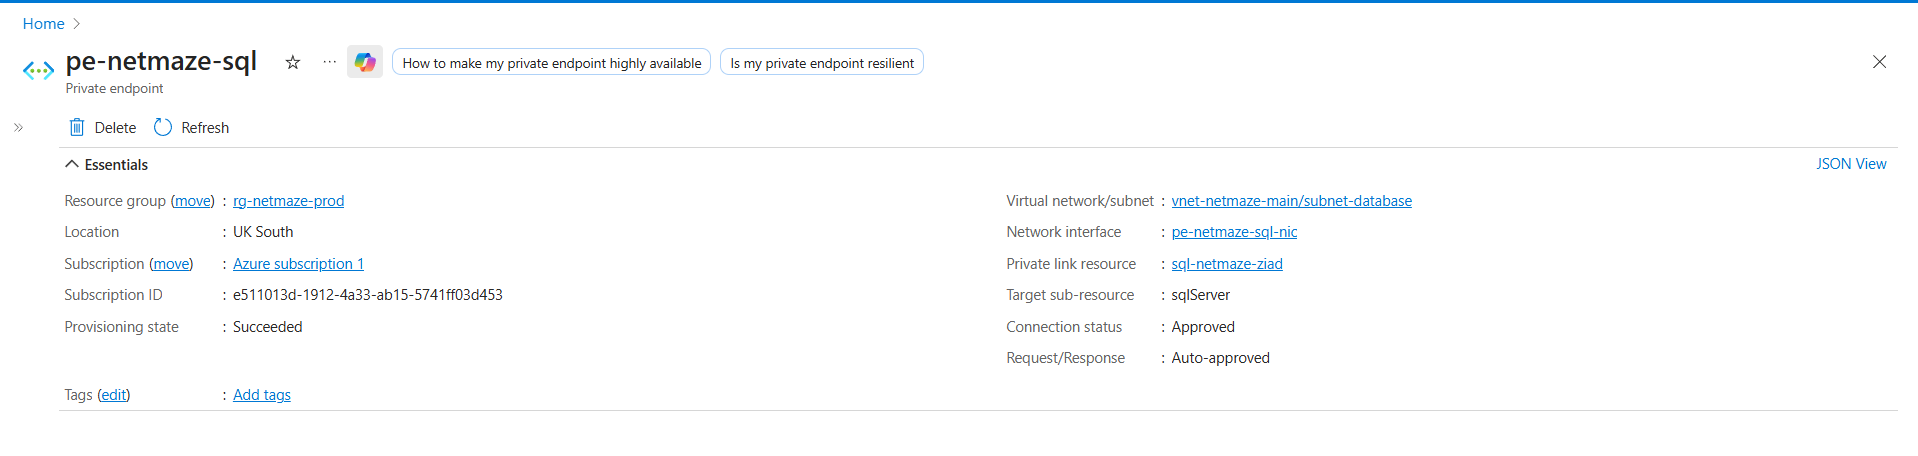 Home
pe-netmaze-sql
How to make my private endpoint highly available
Is my private endpoint resilient
Private endpoint
Delete
Refresh
Essentials
JSON View
Resource group (move) : rg-netmaze-prod
Location : UK South
Subscription (move) : Azure subscription 1
Subscription ID : e511013d-1912-4a33-ab15-5741ff03d453
Provisioning state : Succeeded
Virtual network/subnet : vnet-netmaze-main/subnet-database
Network interface : pe-netmaze-sql-nic
Private link resource : sql-netmaze-ziad
Target sub-resource : sqlServer
Connection status : Approved
Request/Response : Auto-approved
Tags (edit) : Add tags